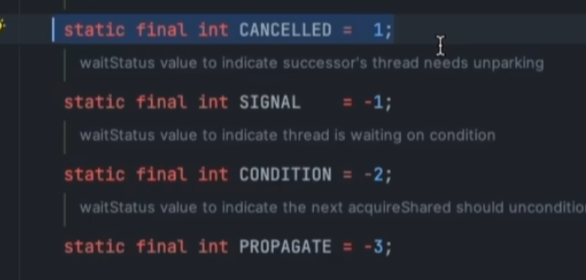 static final int CANCELLED =  1;
waitStatus value to indicate successor's thread needs unparking
static final int SIGNAL    = -1;
waitStatus value to indicate thread is waiting on condition
static final int CONDITION = -2;
waitStatus value to indicate the next acquireShared should
static final int PROPAGATE = -3;